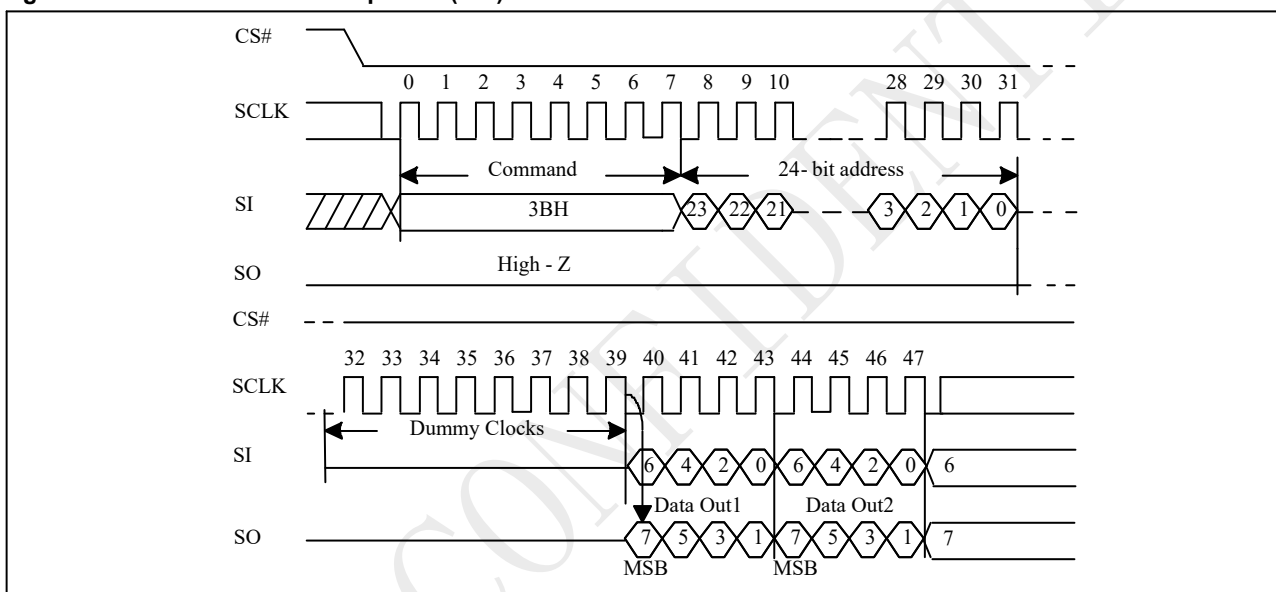 CS#
0 1 2 3 4 5 6 7 8 9 10 28 29 30 31
SCLK
Command 24- bit address
SI 3BH 23 22 21 3 2 1 0
High - Z
SO
CS#
32 33 34 35 36 37 38 39 40 41 42 43 44 45 46 47
SCLK
Dummy Clocks
SI 6 4 2 0 6 4 2 0 6
Data Out1 Data Out2
SO 7 5 3 1 7 5 3 1 7
MSB MSB